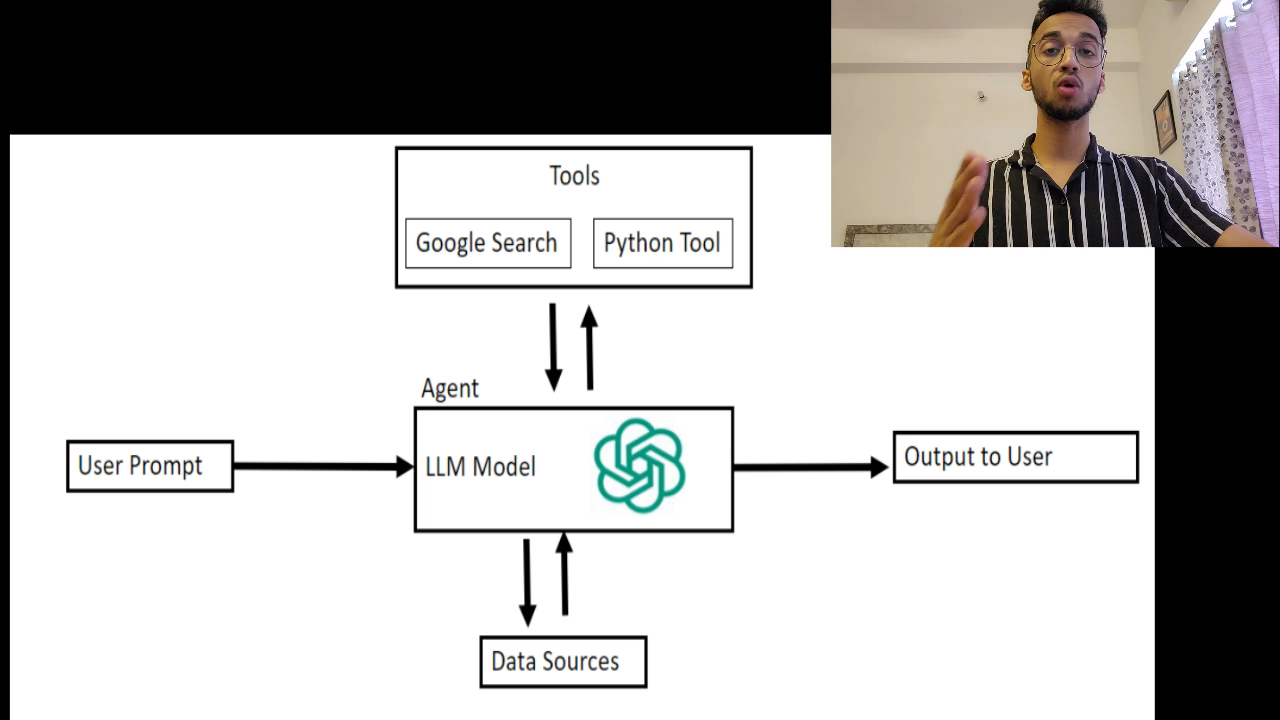 Tools
Google Search
Python Tool
Agent
User Prompt
LLM Model
Output to User
Data Sources